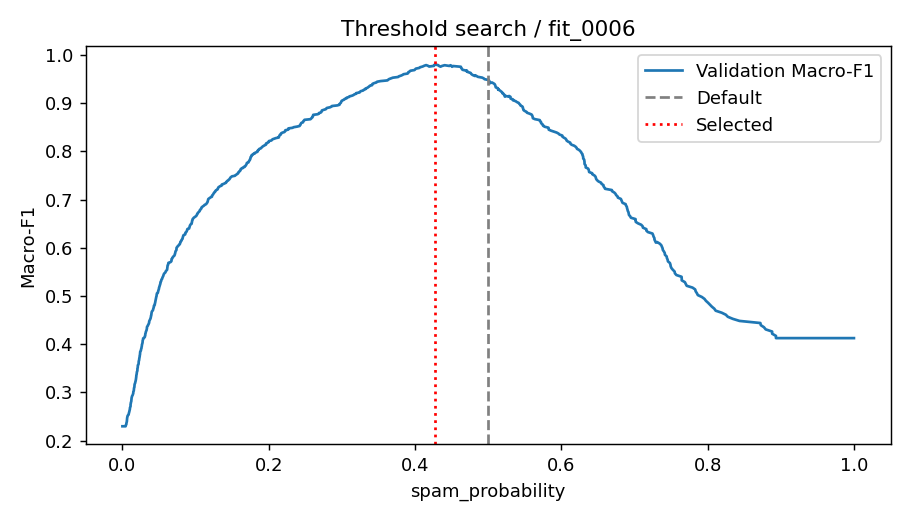 Threshold search / fit_0006
Macro-F1
1.0
0.9
0.8
0.7
0.6
0.5
0.4
0.3
0.2
Validation Macro-F1
Default
Selected
0.0 0.2 0.4 0.6 0.8 1.0
spam_probability